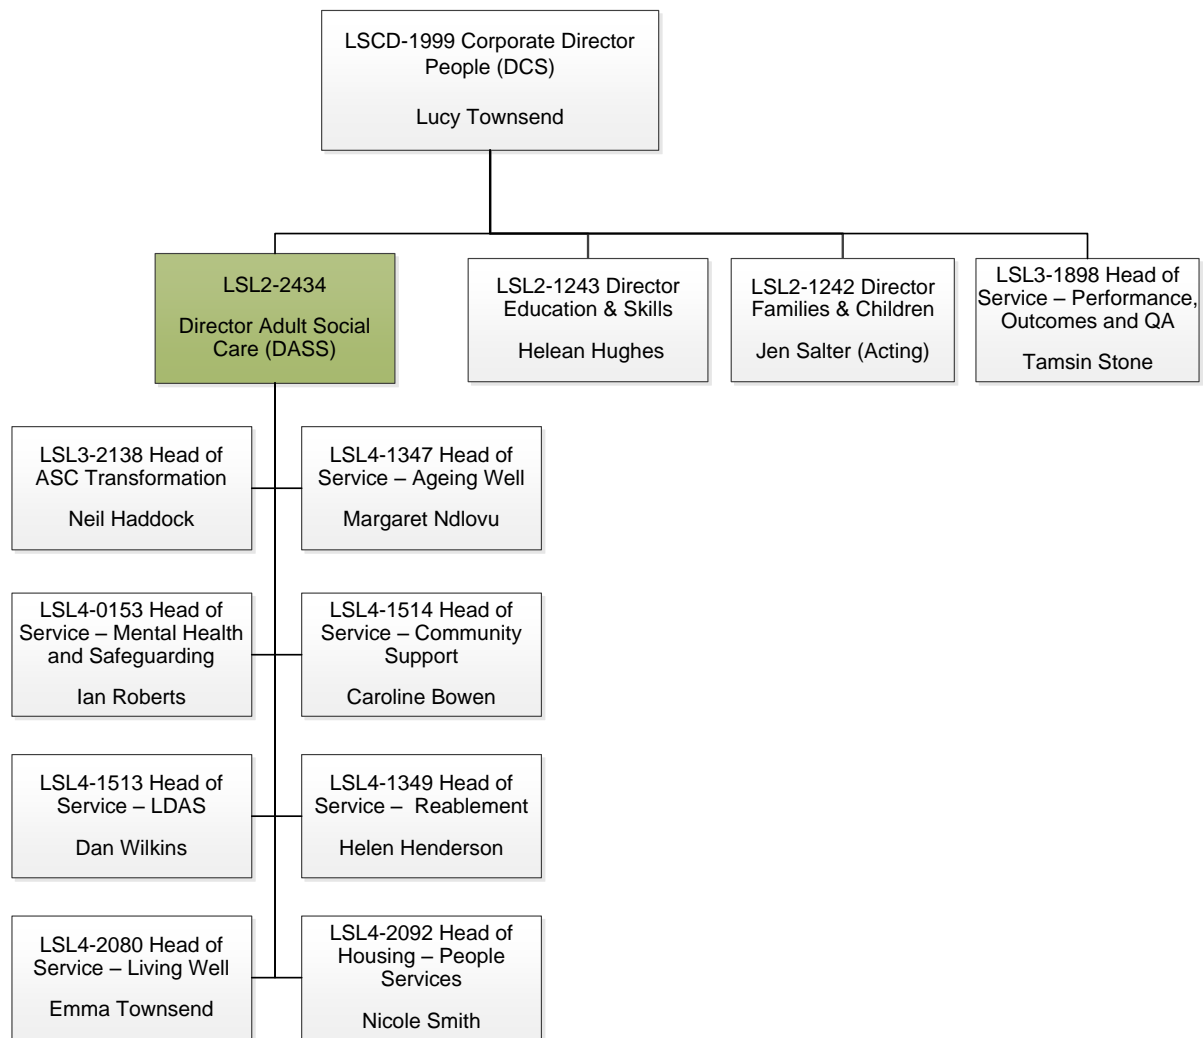 LSCD-1999 Corporate Director
People (DCS)
Lucy Townsend
LSL2-2434
Director Adult Social
Care (DASS)
LSL2-1243 Director
Education & Skills
Helean Hughes
LSL2-1242 Director
Families & Children
Jen Salter (Acting)
LSL3-1898 Head of
Service – Performance,
Outcomes and QA
Tamsin Stone
LSL3-2138 Head of
ASC Transformation
Neil Haddock
LSL4-1347 Head of
Service – Ageing Well
Margaret Ndlovu
LSL4-0153 Head of
Service – Mental Health
and Safeguarding
Ian Roberts
LSL4-1514 Head of
Service – Community
Support
Caroline Bowen
LSL4-1513 Head of
Service – LDAS
Dan Wilkins
LSL4-1349 Head of
Service –  Reablement
Helen Henderson
LSL4-2080 Head of
Service – Living Well
Emma Townsend
LSL4-2092 Head of
Housing – People
Services
Nicole Smith